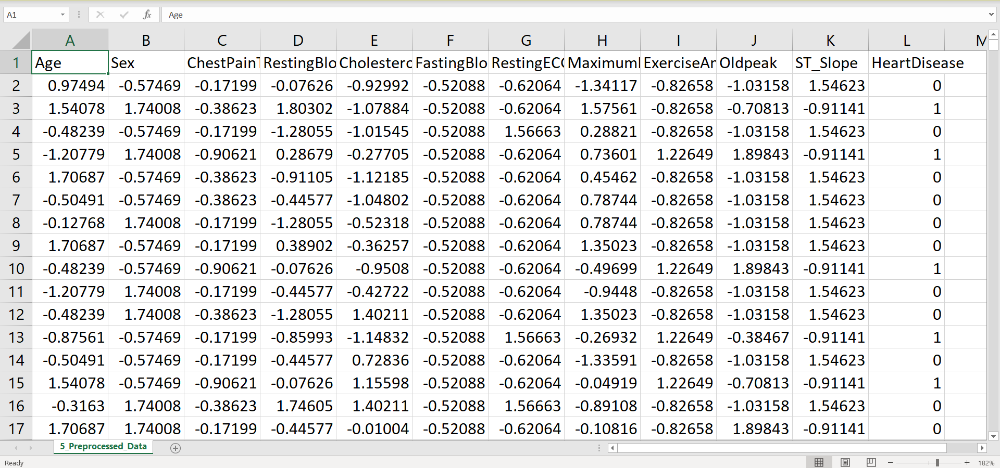 A1 fx Age
A B C D E F G H I J K L M
1 Age Sex ChestPainT RestingBlo Cholestero FastingBlo RestingECG MaximumH ExerciseAn Oldpeak ST_Slope HeartDisease
2 0.97494 -0.57469 -0.17199 -0.07626 -0.92992 -0.52088 -0.62064 -1.34117 -0.82658 -1.03158 1.54623 0
3 1.54078 1.74008 -0.38623 1.80302 -1.07884 -0.52088 -0.62064 1.57561 -0.82658 -0.70813 -0.91141 1
4 -0.48239 -0.57469 -0.17199 -1.28055 -1.01545 -0.52088 1.56663 0.28821 -0.82658 -1.03158 1.54623 0
5 -1.20779 1.74008 -0.90621 0.28679 -0.27705 -0.52088 -0.62064 0.73601 1.22649 1.89843 -0.91141 1
6 1.70687 -0.57469 -0.38623 -0.91105 -1.12185 -0.52088 -0.62064 0.45462 -0.82658 -1.03158 1.54623 0
7 -0.50491 -0.57469 -0.38623 -0.44577 -1.04802 -0.52088 -0.62064 0.78744 -0.82658 -1.03158 1.54623 0
8 -0.12768 1.74008 -0.17199 -1.28055 -0.52318 -0.52088 -0.62064 0.78744 -0.82658 -1.03158 1.54623 0
9 1.70687 -0.57469 -0.17199 0.38902 -0.36257 -0.52088 -0.62064 1.35023 -0.82658 -1.03158 1.54623 0
10 -0.48239 -0.57469 -0.90621 -0.07626 -0.9508 -0.52088 -0.62064 -0.49699 1.22649 1.89843 -0.91141 1
11 -1.20779 1.74008 -0.17199 -0.44577 -0.42722 -0.52088 -0.62064 -0.9448 -0.82658 -1.03158 1.54623 0
12 -0.48239 1.74008 -0.38623 -1.28055 1.40211 -0.52088 -0.62064 1.35023 -0.82658 -1.03158 1.54623 0
13 -0.87561 -0.57469 -0.17199 -0.85993 -1.14832 -0.52088 1.56663 -0.26932 1.22649 -0.38467 -0.91141 1
14 -0.50491 -0.57469 -0.17199 -0.44577 0.72836 -0.52088 -0.62064 -1.33591 -0.82658 -1.03158 1.54623 0
15 1.54078 -0.57469 -0.90621 -0.07626 1.15598 -0.52088 -0.62064 -0.04919 1.22649 -0.70813 -0.91141 1
16 -0.3163 1.74008 -0.38623 1.74605 1.40211 -0.52088 1.56663 -0.89108 -0.82658 -1.03158 1.54623 0
17 1.70687 1.74008 -0.17199 -0.44577 -0.01004 -0.52088 -0.62064 -0.10816 -0.82658 1.89843 -0.91141 0
5_Preprocessed_Data
Ready 182%